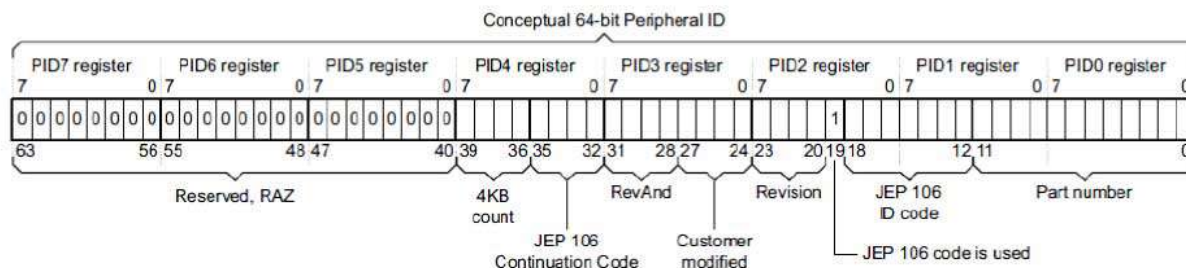 Conceptual 64-bit Peripheral ID
PID7 register PID6 register PID5 register PID4 register PID3 register PID2 register PID1 register PID0 register
7 0 7 0 7 0 7 0 7 0 7 0 7 0 7 0
0 0 0 0 0 0 0 0 0 0 0 0 0 0 0 0 0 0 0 0 0 0 0 0 1
63 56 55 48 47 40 39 36 35 32 31 28 27 24 23 20 19 18 12 11 0
Reserved, RAZ 4KB count RevAnd Revision JEP 106 ID code Part number
JEP 106 Continuation Code Customer modified JEP 106 code is used